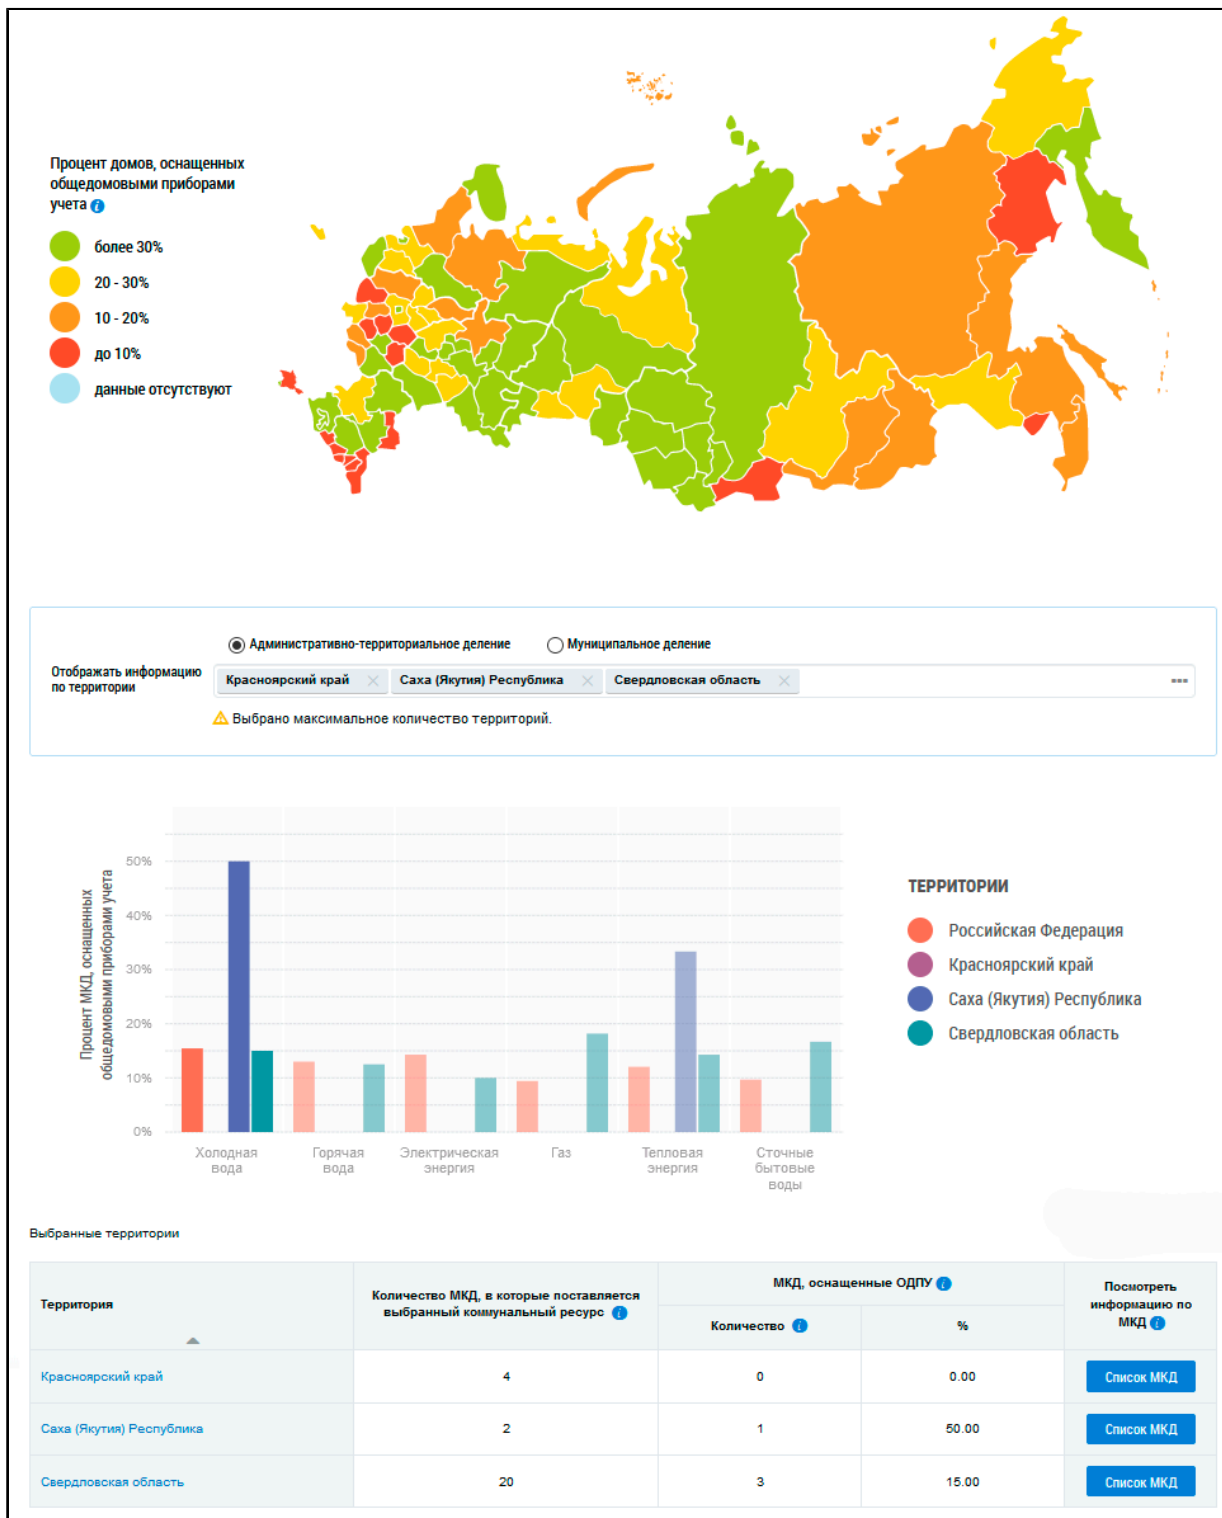 Процент домов, оснащенных
общедомовыми приборами
учета
более 30%
20 - 30%
10 - 20%
до 10%
данные отсутствуют
Административно-территориальное деление
Муниципальное деление
Отображать информацию
по территории
Красноярский край
Саха (Якутия) Республика
Свердловская область
Выбрано максимальное количество территорий.
Процент МКД, оснащенных
общедомовыми приборами учета
50%
40%
30%
20%
10%
0%
Холодная
вода
Горячая
вода
Электрическая
энергия
Газ
Тепловая
энергия
Сточные
бытовые
воды
ТЕРРИТОРИИ
Российская Федерация
Красноярский край
Саха (Якутия) Республика
Свердловская область
Выбранные территории
Территория
Количество МКД, в которые поставляется
выбранный коммунальный ресурс
МКД, оснащенные ОДПУ
Количество
%
Посмотреть
информацию по
МКД
Красноярский край 4 0 0.00 Список МКД
Саха (Якутия) Республика 2 1 50.00 Список МКД
Свердловская область 20 3 15.00 Список МКД